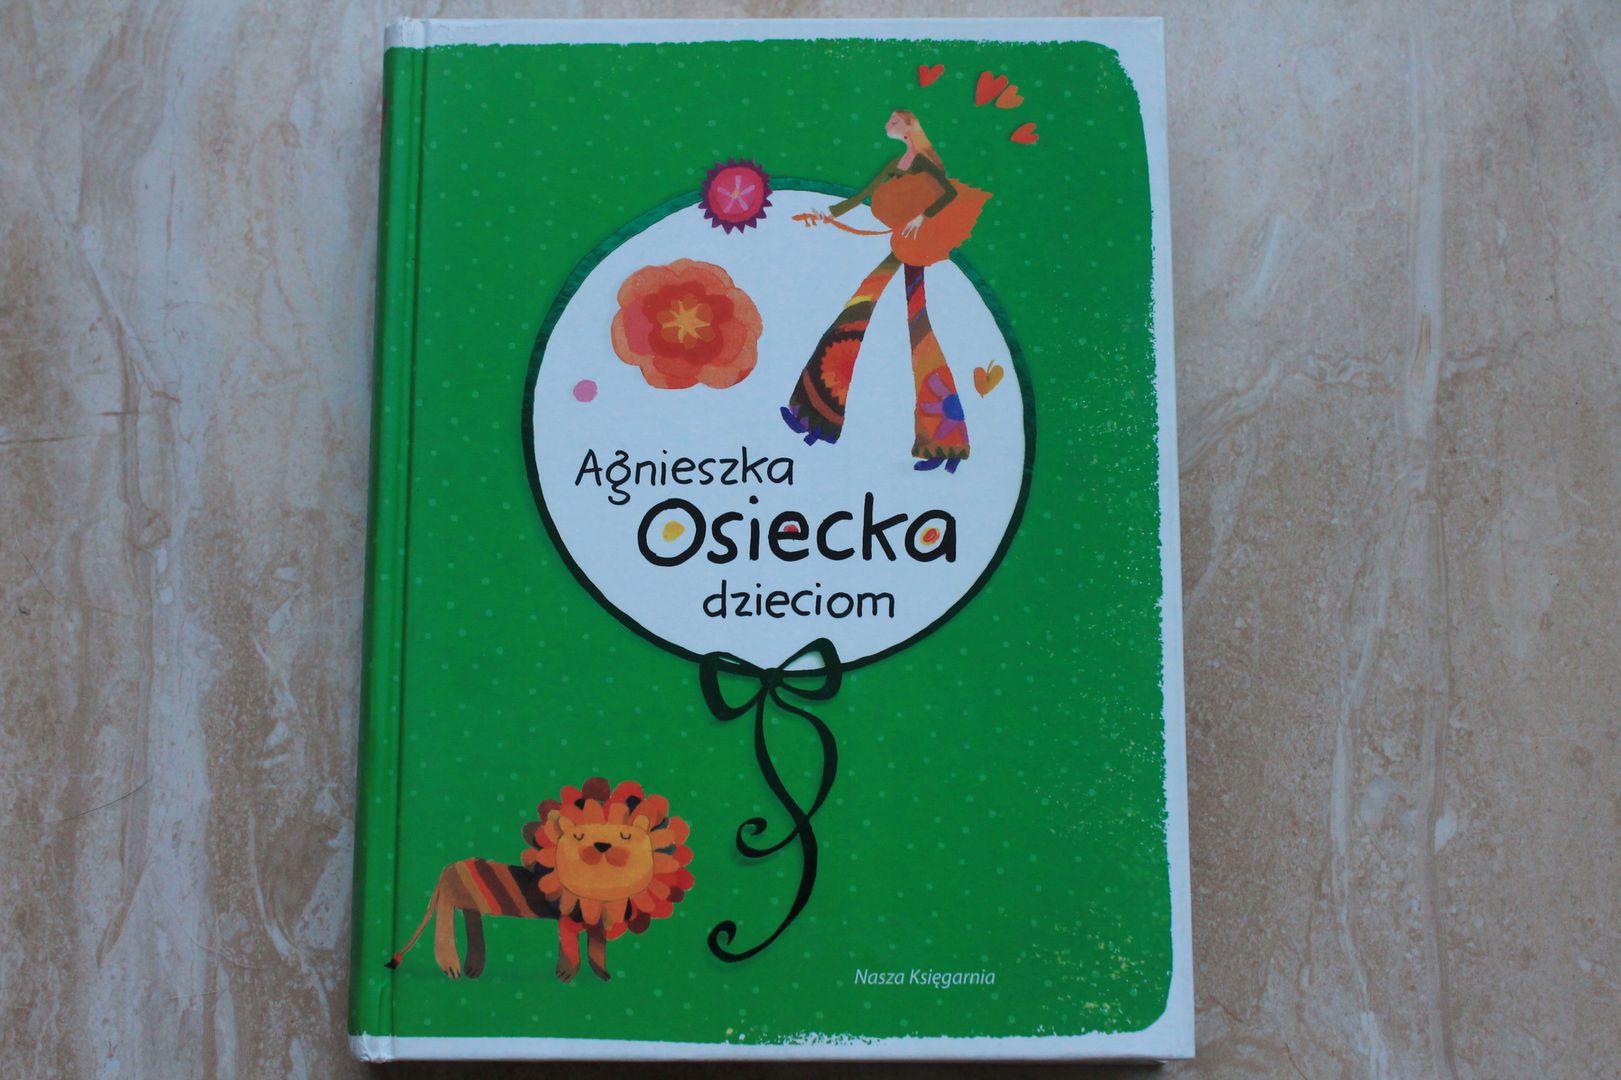 Agnieszka
Osiecka
dzieciom
Nasza Księgarnia